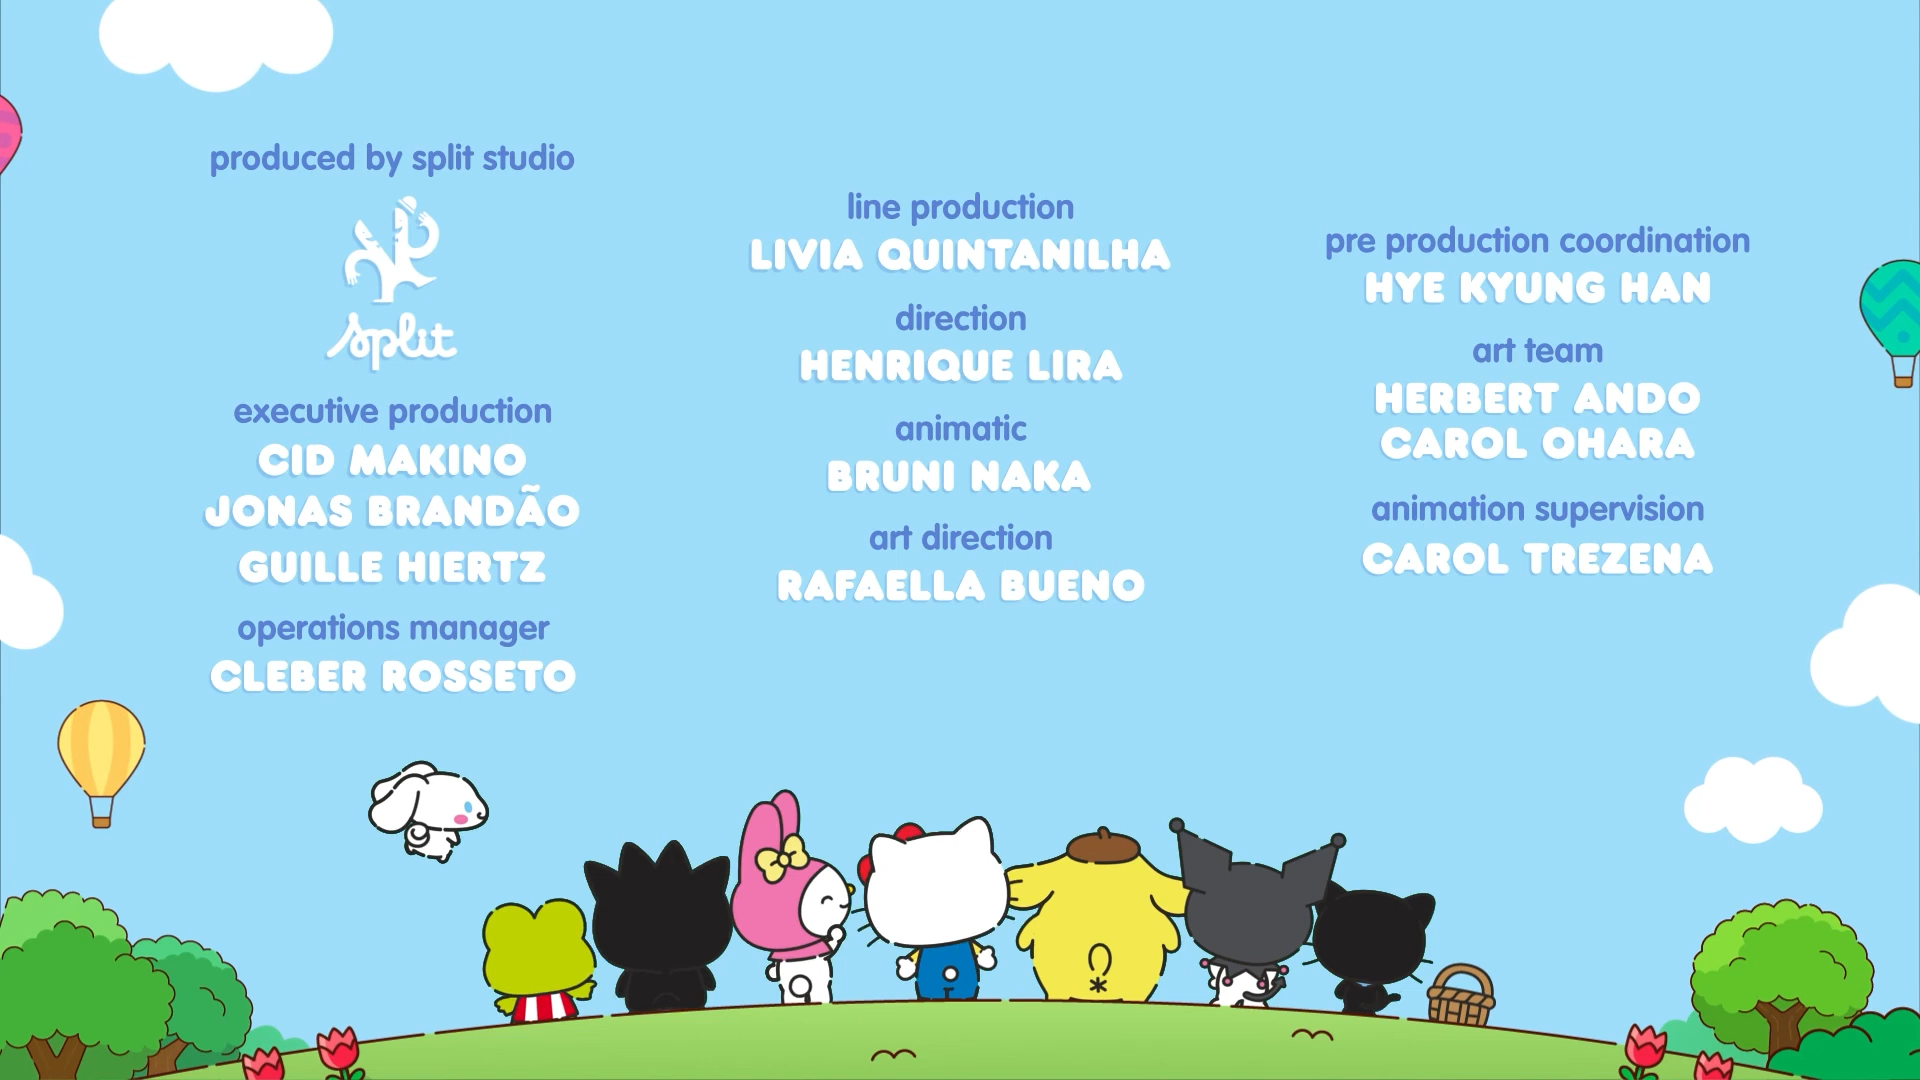 produced by split studio
split
executive production
CID MAKINO
JONAS BRANDÃO
GUILLE HIERTZ
operations manager
CLEBER ROSSETO
line production
LIVIA QUINTANILHA
direction
HENRIQUE LIRA
animatic
BRUNI NAKA
art direction
RAFAELLA BUENO
pre production coordination
HYE KYUNG HAN
art team
HERBERT ANDO
CAROL OHARA
animation supervision
CAROL TREZENA